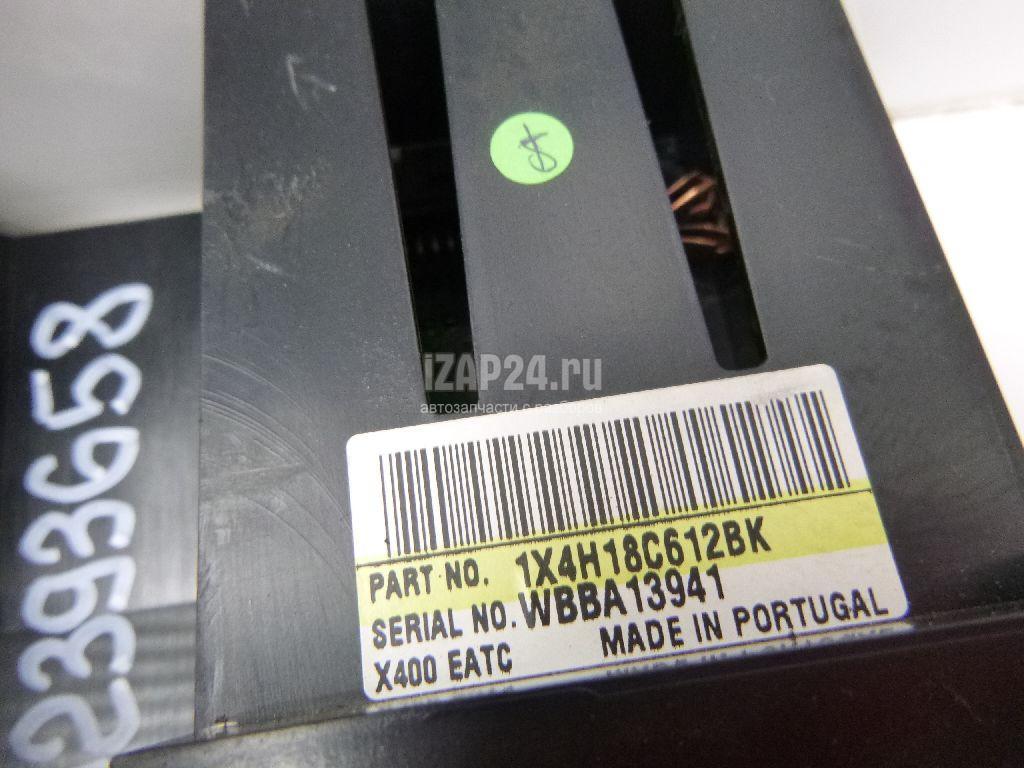 iZAP24.ru
автозапчасти с разборов
PART NO. 1X4H18C612BK
SERIAL NO. WBBA13941
X400 EATC MADE IN PORTUGAL
2393658